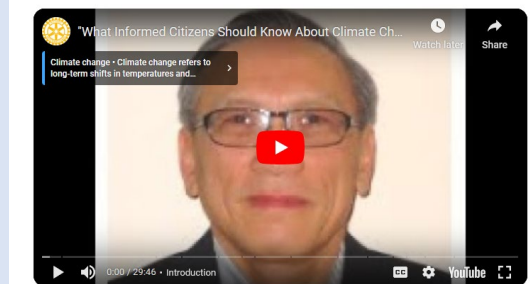 "What Informed Citizens Should Know About Climate Ch...
Watch later
Share
Climate change • Climate change refers to
long-term shifts in temperatures and...
0:00 / 29:46 • Introduction
CC
YouTube